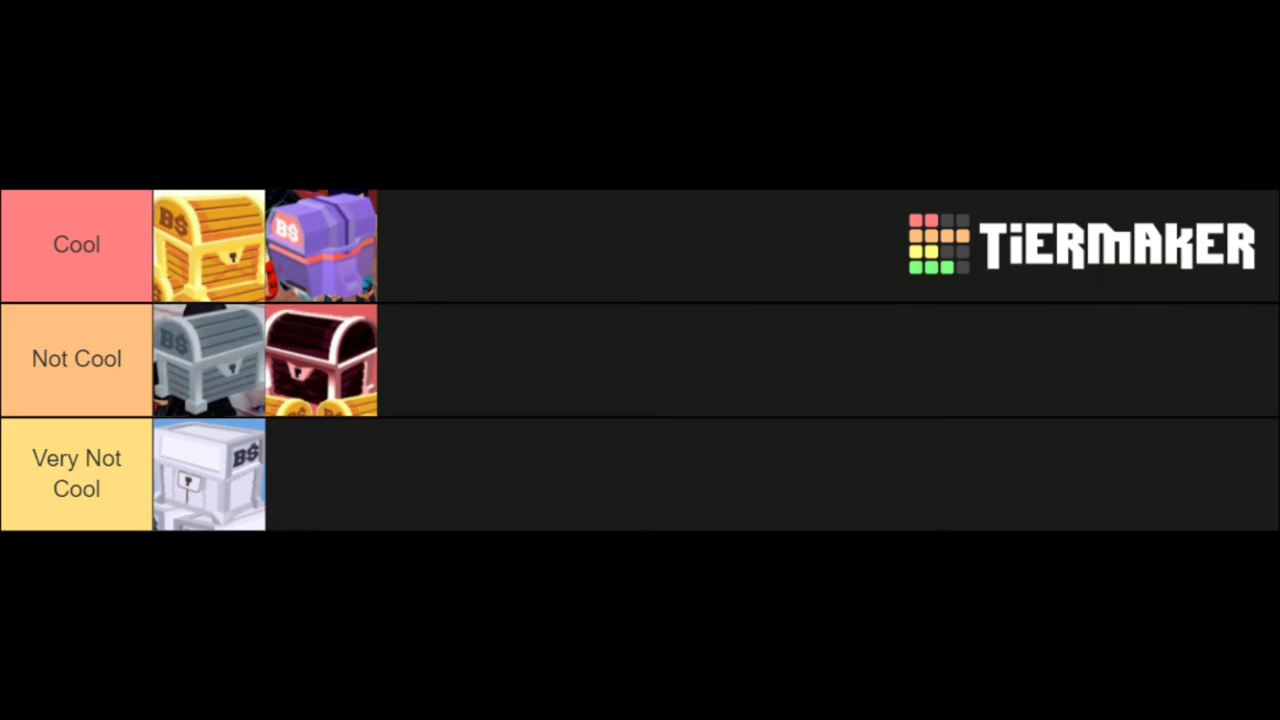 Cool
B$
B$
TiERMAKER
Not Cool
B$
Very Not
Cool
B$